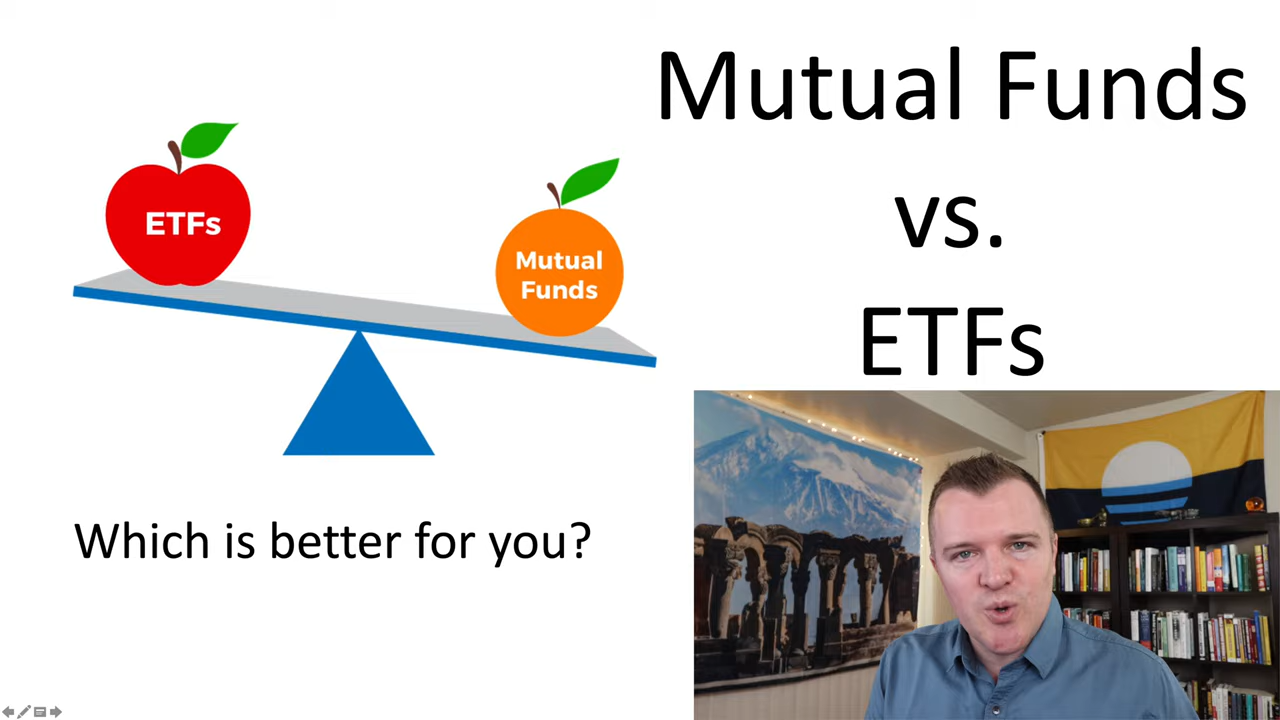 Mutual Funds
vs.
ETFs
ETFs
Mutual
Funds
Which is better for you?